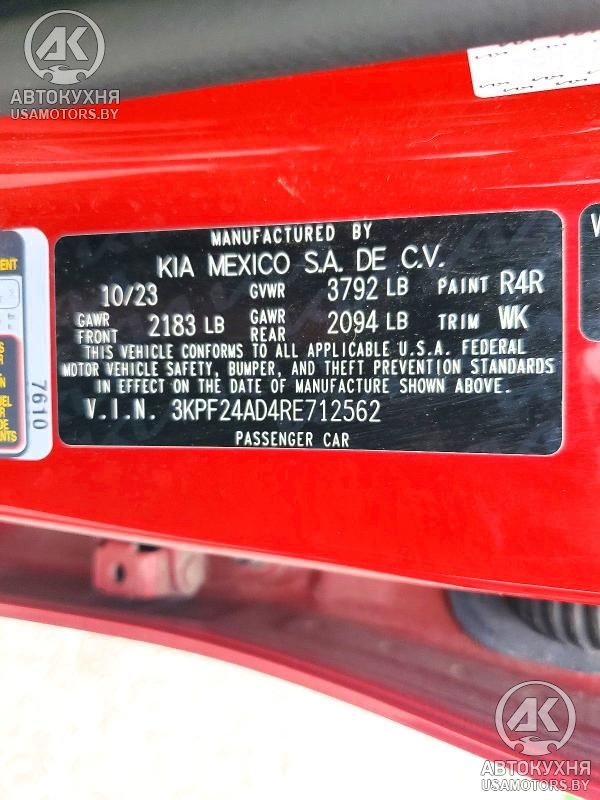 АК
АВТОКУХНЯ
USAMOTORS.BY
MANUFACTURED BY
KIA MEXICO S.A. DE C.V.
10/23 GVWR 3792 LB PAINT R4R
GAWR FRONT 2183 LB GAWR REAR 2094 LB TRIM WK
THIS VEHICLE CONFORMS TO ALL APPLICABLE U.S.A. FEDERAL
MOTOR VEHICLE SAFETY, BUMPER, AND THEFT PREVENTION STANDARDS
IN EFFECT ON THE DATE OF MANUFACTURE SHOWN ABOVE.
V.I.N. 3KPF24AD4RE712562
PASSENGER CAR
7610
АК
АВТОКУХНЯ
USAMOTORS.BY